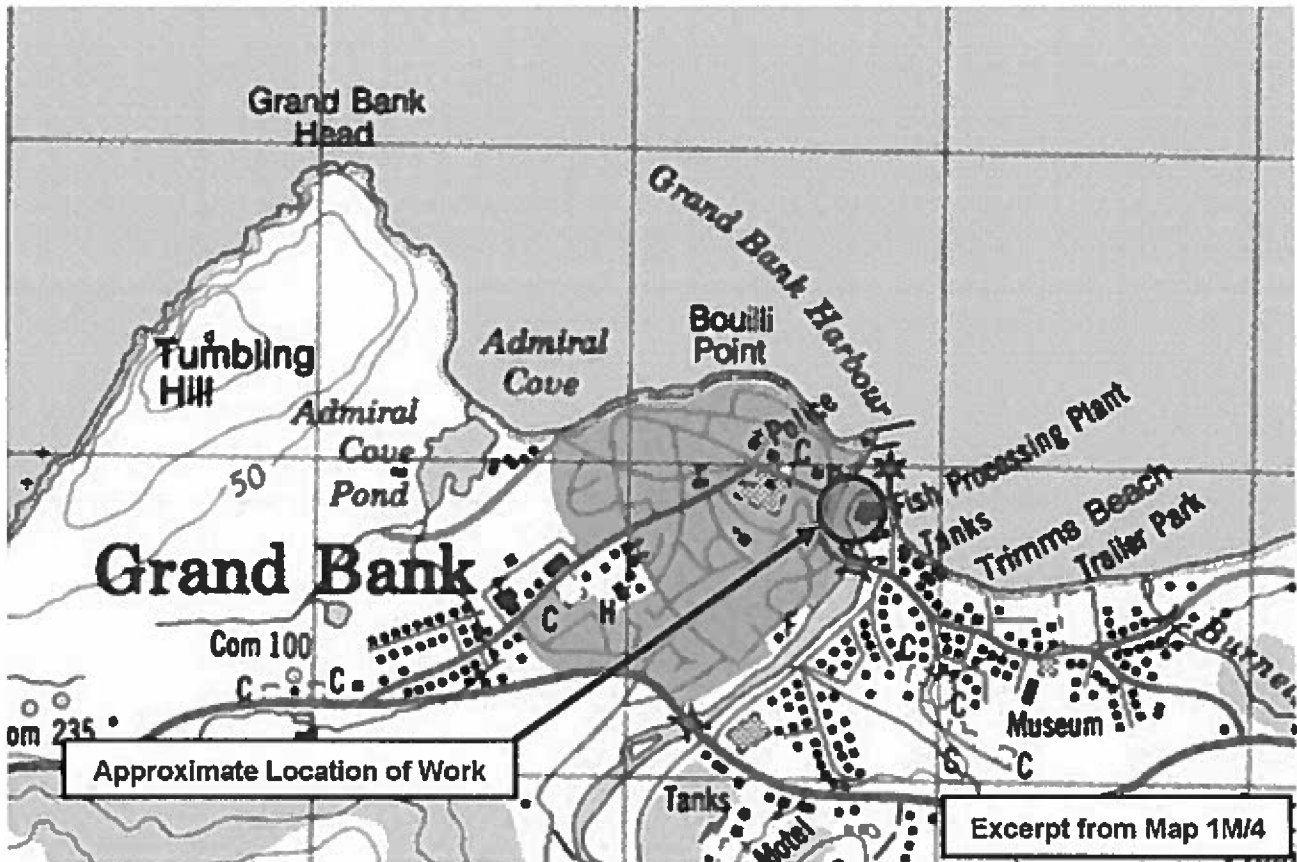 Grand Bank
Head
Grand Bank Harbour
Bouilli
Point
Admiral
Cove
Tumbling
Hill
Admiral
Cove
Pond
50
Police
C
Fish Processing Plant
Tanks
Trimms Beach
Trailer Park
Grand Bank
C
H
F
Com 100
C
C
C
C
Museum
om 235
C
C
Approximate Location of Work
Tanks
Motel
Excerpt from Map 1M/4